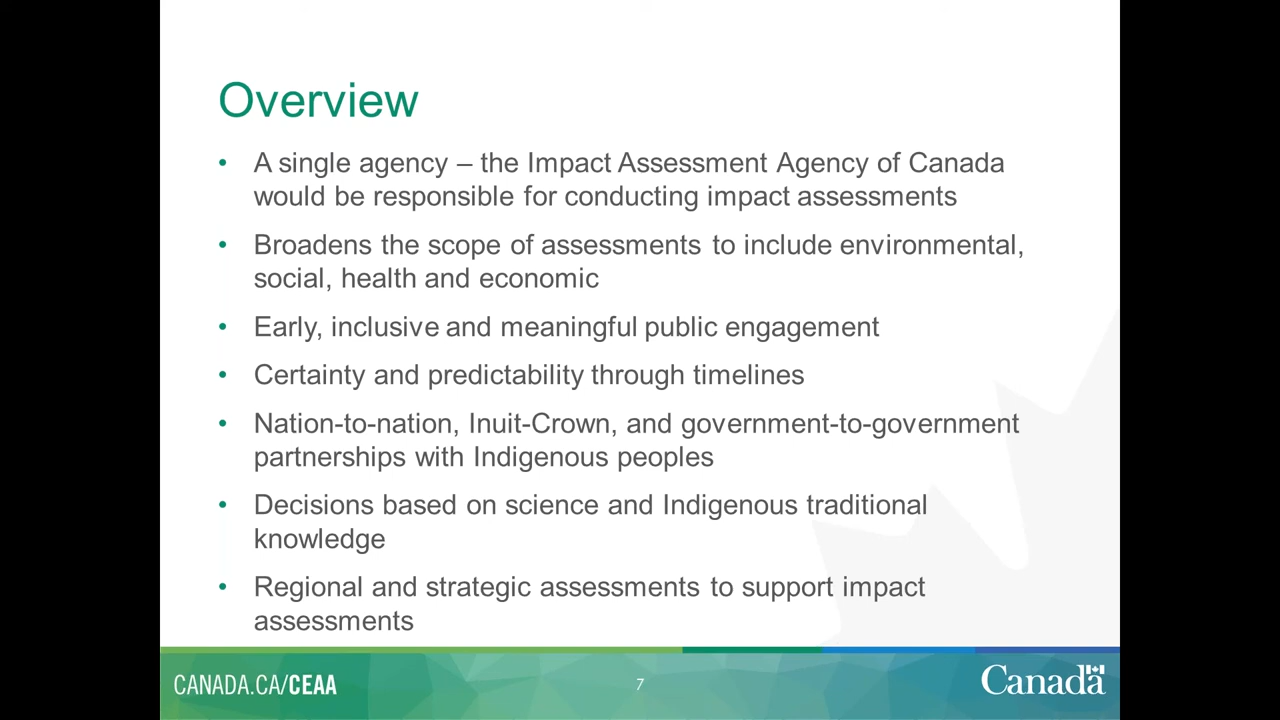 Overview
• A single agency – the Impact Assessment Agency of Canada
would be responsible for conducting impact assessments
• Broadens the scope of assessments to include environmental,
social, health and economic
• Early, inclusive and meaningful public engagement
• Certainty and predictability through timelines
• Nation-to-nation, Inuit-Crown, and government-to-government
partnerships with Indigenous peoples
• Decisions based on science and Indigenous traditional
knowledge
• Regional and strategic assessments to support impact
assessments
CANADA.CA/CEAA
7
Canada